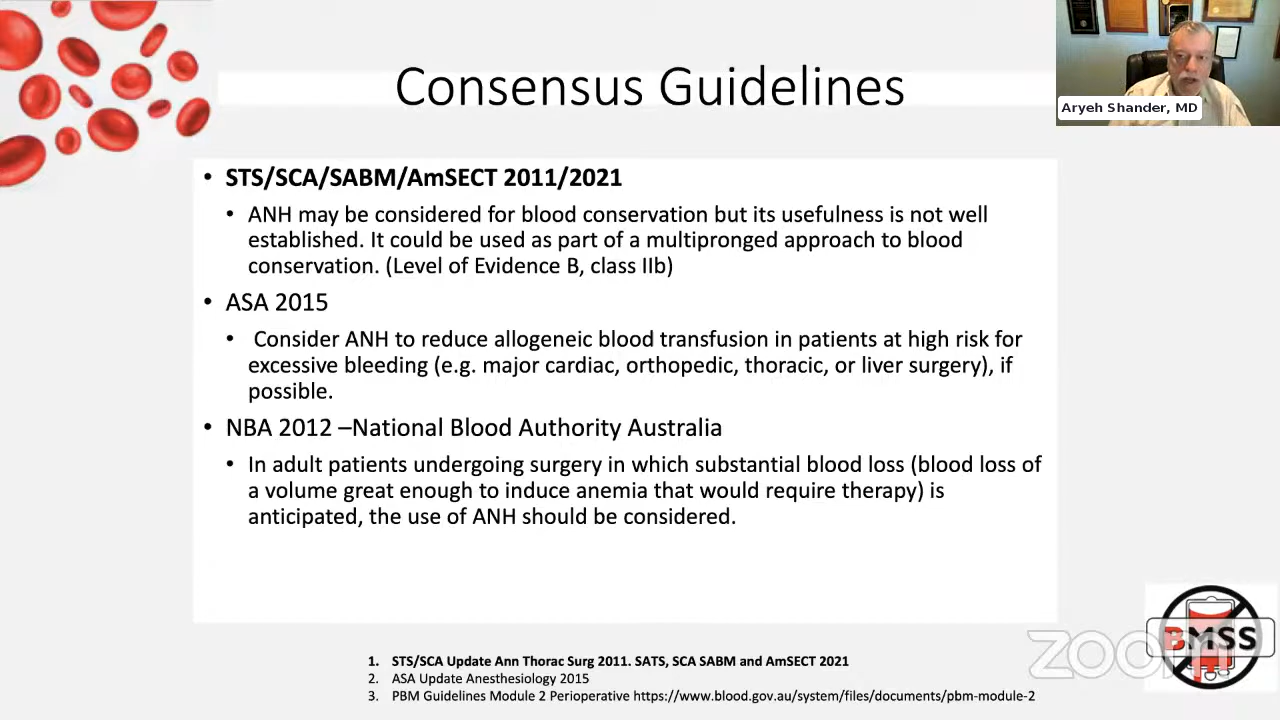 Consensus Guidelines
Aryeh Shander, MD
• STS/SCA/SABM/AmSECT 2011/2021
• ANH may be considered for blood conservation but its usefulness is not well
established. It could be used as part of a multipronged approach to blood
conservation. (Level of Evidence B, class IIb)
• ASA 2015
• Consider ANH to reduce allogeneic blood transfusion in patients at high risk for
excessive bleeding (e.g. major cardiac, orthopedic, thoracic, or liver surgery), if
possible.
• NBA 2012 –National Blood Authority Australia
• In adult patients undergoing surgery in which substantial blood loss (blood loss of
a volume great enough to induce anemia that would require therapy) is
anticipated, the use of ANH should be considered.
1. STS/SCA Update Ann Thorac Surg 2011. SATS, SCA SABM and AmSECT 2021
2. ASA Update Anesthesiology 2015
3. PBM Guidelines Module 2 Perioperative https://www.blood.gov.au/system/files/documents/pbm-module-2
zoom
BMSS